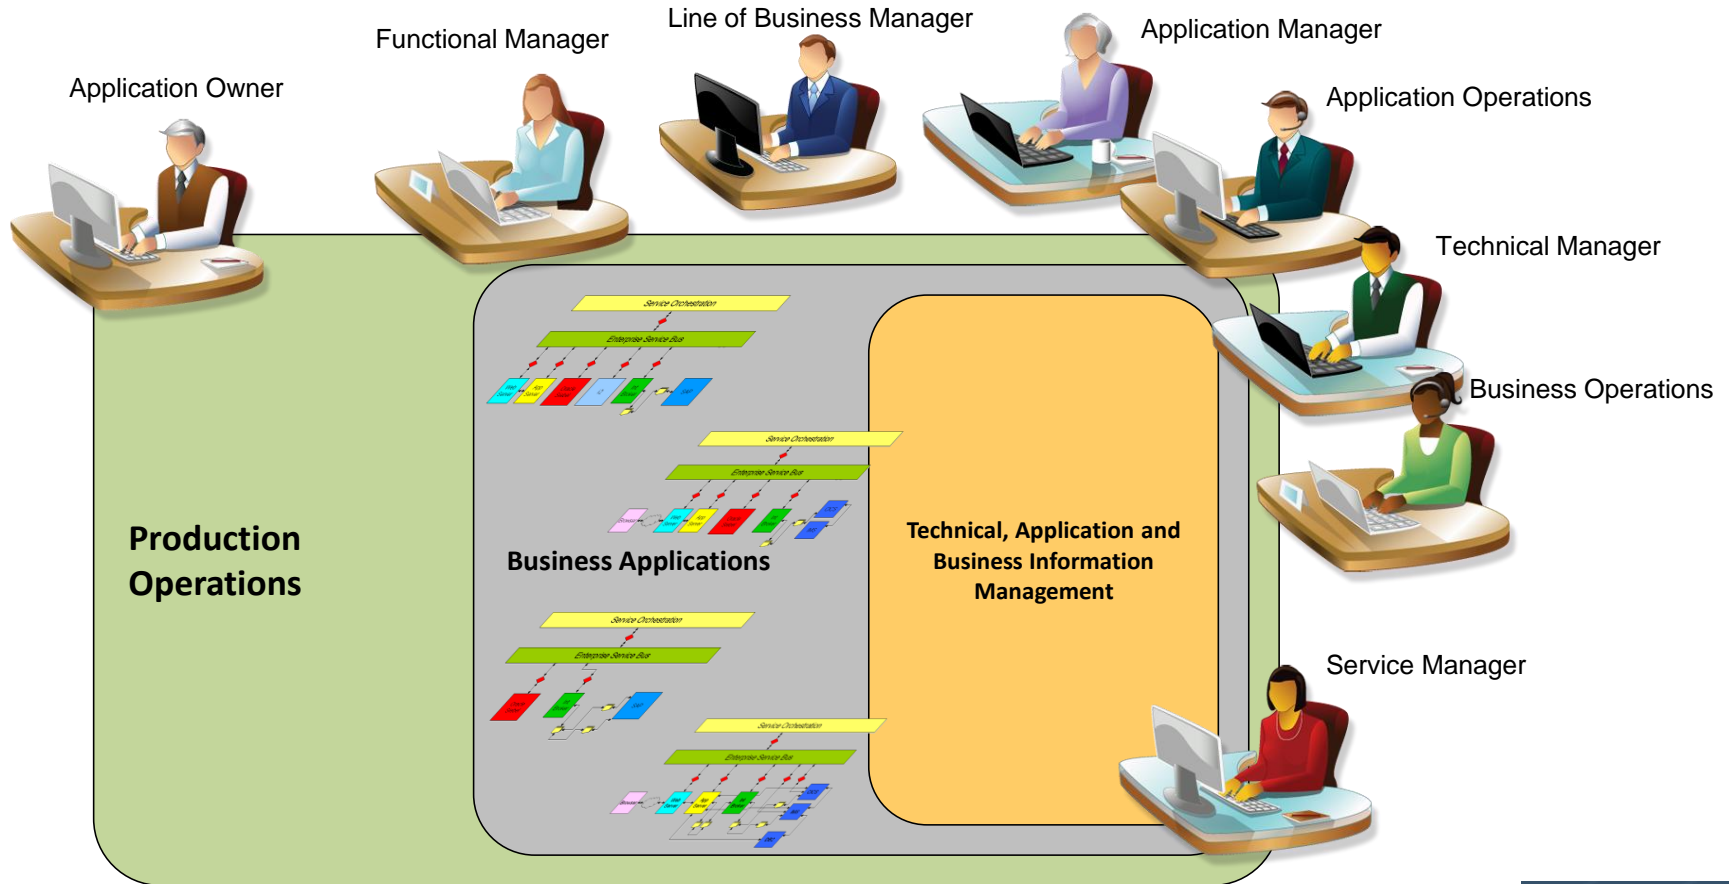 Line of Business Manager
Application Manager
Functional Manager
Application Owner
Application Operations
Technical Manager
Business Operations
Service Manager
Production
Operations
Business Applications
Technical, Application and
Business Information
Management
Service Orchestration
Enterprise Service Bus
Service Orchestration
Enterprise Service Bus
Service Orchestration
Enterprise Service Bus
Service Orchestration
Enterprise Service Bus